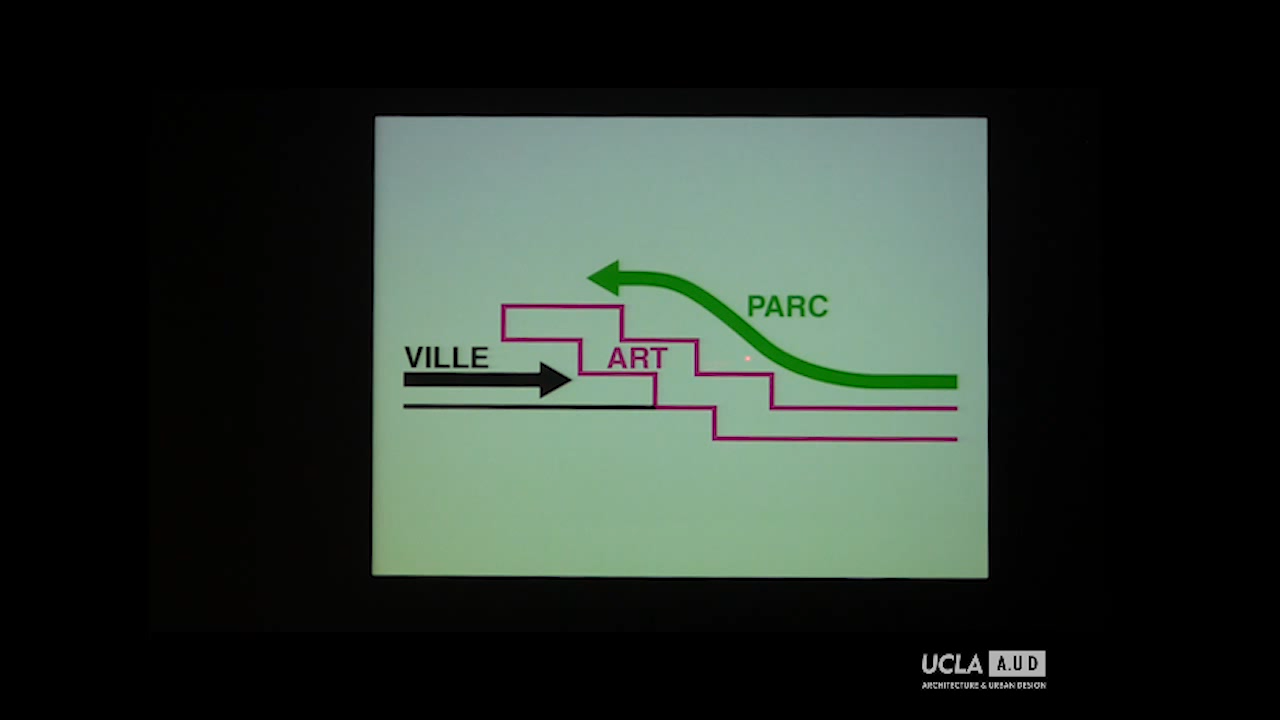 PARC
VILLE
ART
UCLA A.UD
ARCHITECTURE & URBAN DESIGN